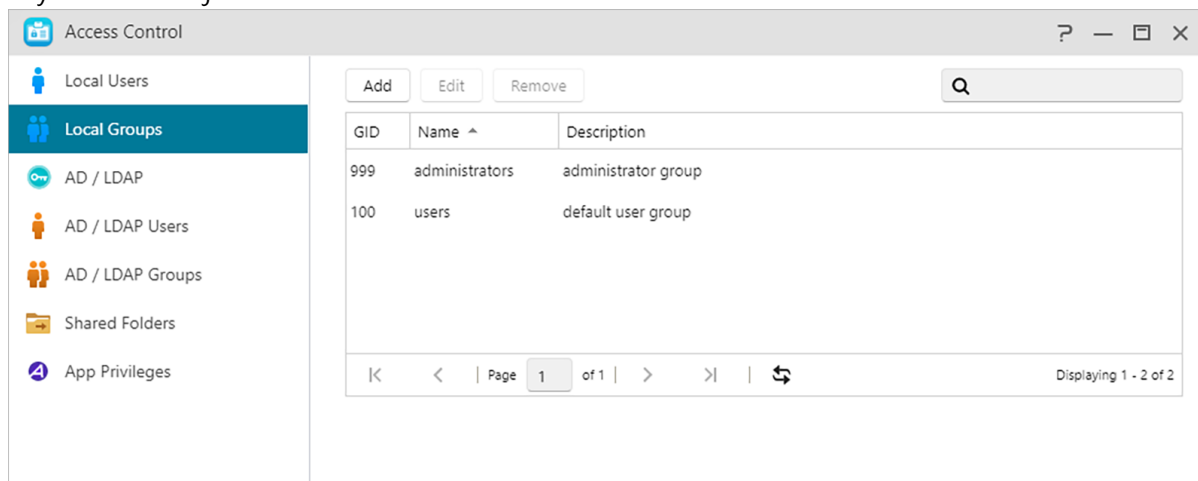 Access Control
Local Users
Local Groups
AD / LDAP
AD / LDAP Users
AD / LDAP Groups
Shared Folders
App Privileges
Add Edit Remove
GID Name Description
999 administrators administrator group
100 users default user group
Page 1 of 1 Displaying 1 - 2 of 2